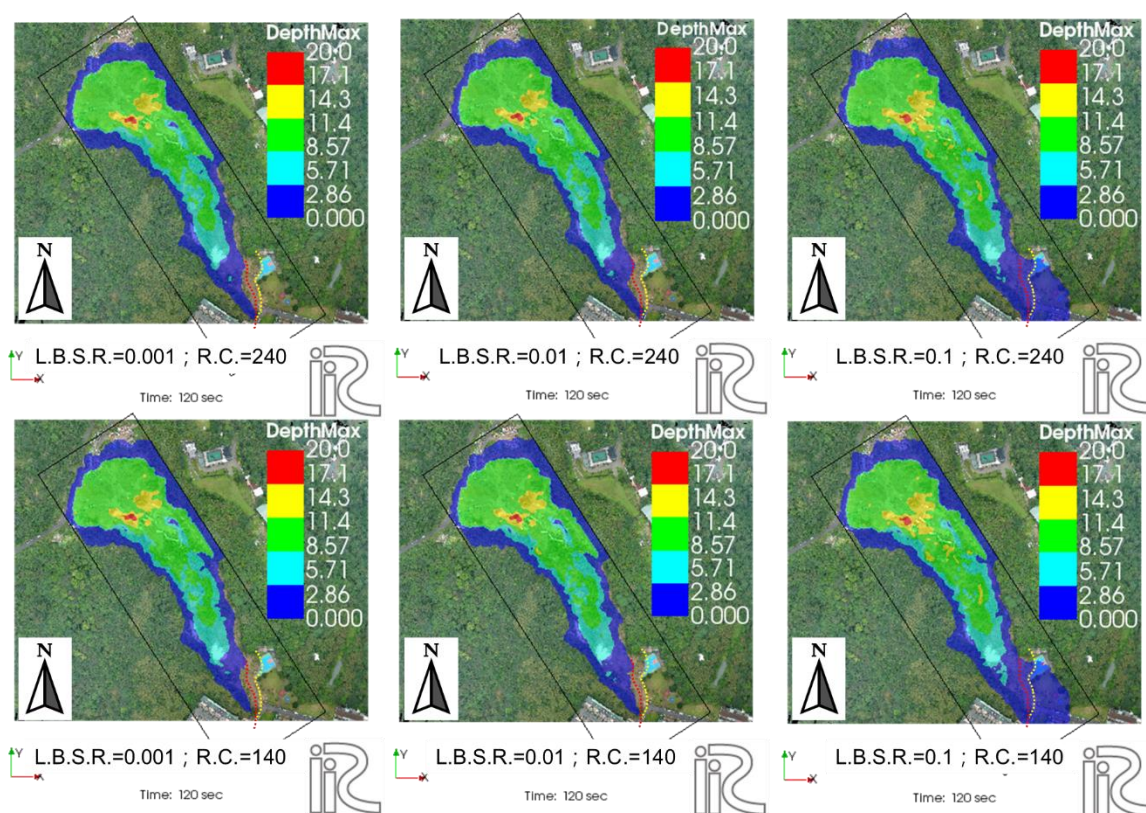 DepthMax
20.0
17.1
14.3
11.4
8.57
5.71
2.86
0.000
N
Y
X
L.B.S.R.=0.001 ; R.C.=240
Time: 120 sec
iRiC
DepthMax
20.0
17.1
14.3
11.4
8.57
5.71
2.86
0.000
N
Y
X
L.B.S.R.=0.01 ; R.C.=240
Time: 120 sec
iRiC
DepthMax
20.0
17.1
14.3
11.4
8.57
5.71
2.86
0.000
N
Y
X
L.B.S.R.=0.1 ; R.C.=240
Time: 120 sec
iRiC
DepthMax
20.0
17.1
14.3
11.4
8.57
5.71
2.86
0.000
N
Y
X
L.B.S.R.=0.001 ; R.C.=140
Time: 120 sec
iRiC
DepthMax
20.0
17.1
14.3
11.4
8.57
5.71
2.86
0.000
N
Y
X
L.B.S.R.=0.01 ; R.C.=140
Time: 120 sec
iRiC
DepthMax
20.0
17.1
14.3
11.4
8.57
5.71
2.86
0.000
N
Y
X
L.B.S.R.=0.1 ; R.C.=140
Time: 120 sec
iRiC